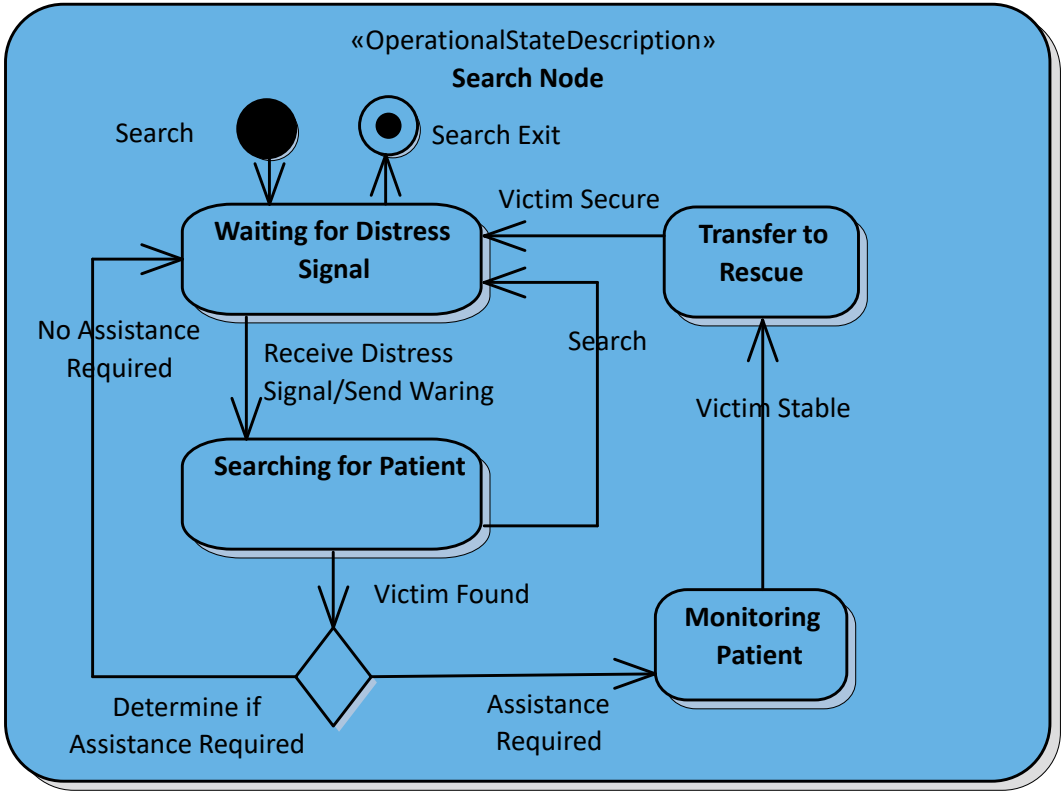 «OperationalStateDescription»
Search Node
Search
Search Exit
Victim Secure
Waiting for Distress
Signal
Transfer to
Rescue
No Assistance
Required
Receive Distress
Signal/Send Waring
Search
Victim Stable
Searching for Patient
Victim Found
Monitoring
Patient
Determine if
Assistance Required
Assistance
Required